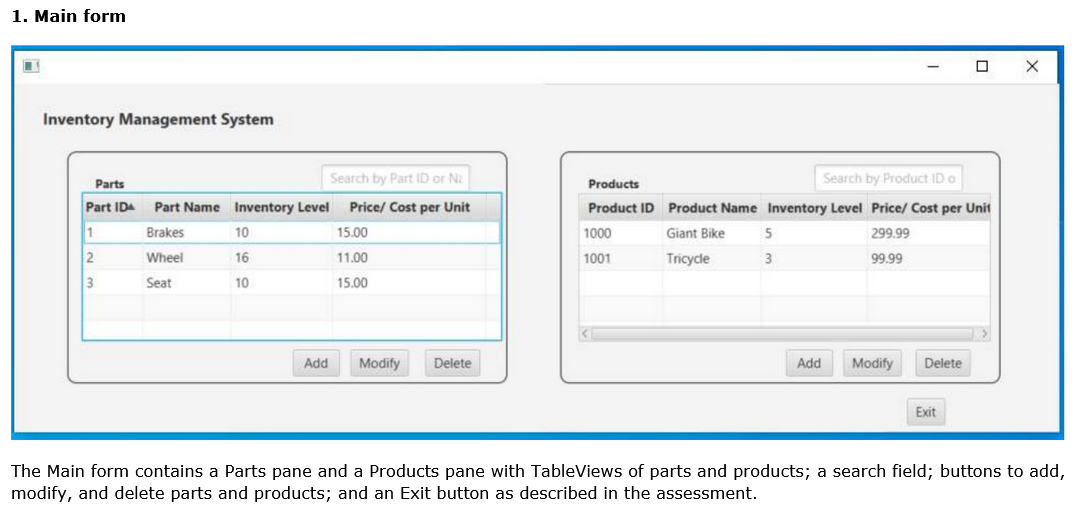 1. Main form
Inventory Management System
Parts
Search by Part ID or Na
Part ID Part Name Inventory Level Price/ Cost per Unit
1 Brakes 10 15.00
2 Wheel 16 11.00
3 Seat 10 15.00
Add Modify Delete
Products
Search by Product ID o
Product ID Product Name Inventory Level Price/ Cost per Unit
1000 Giant Bike 5 299.99
1001 Tricycle 3 99.99
Add Modify Delete
Exit
The Main form contains a Parts pane and a Products pane with TableViews of parts and products; a search field; buttons to add,
modify, and delete parts and products; and an Exit button as described in the assessment.